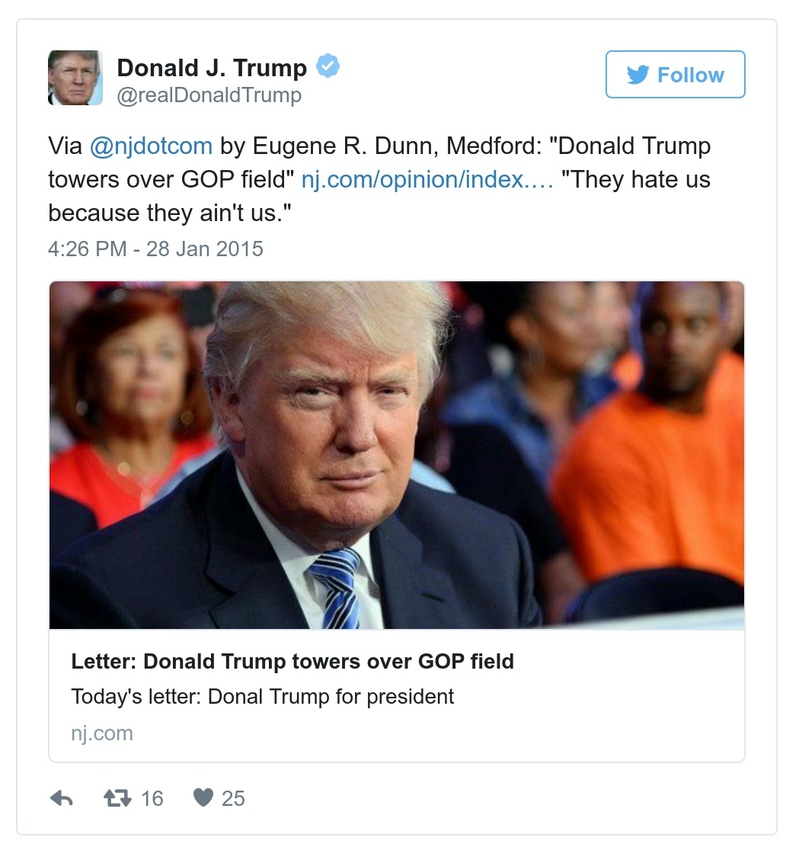 Donald J. Trump
@realDonaldTrump
Follow
Via @njdotcom by Eugene R. Dunn, Medford: "Donald Trump
towers over GOP field" nj.com/opinion/index.… "They hate us
because they ain't us."
4:26 PM - 28 Jan 2015
Letter: Donald Trump towers over GOP field
Today's letter: Donal Trump for president
nj.com
16 25